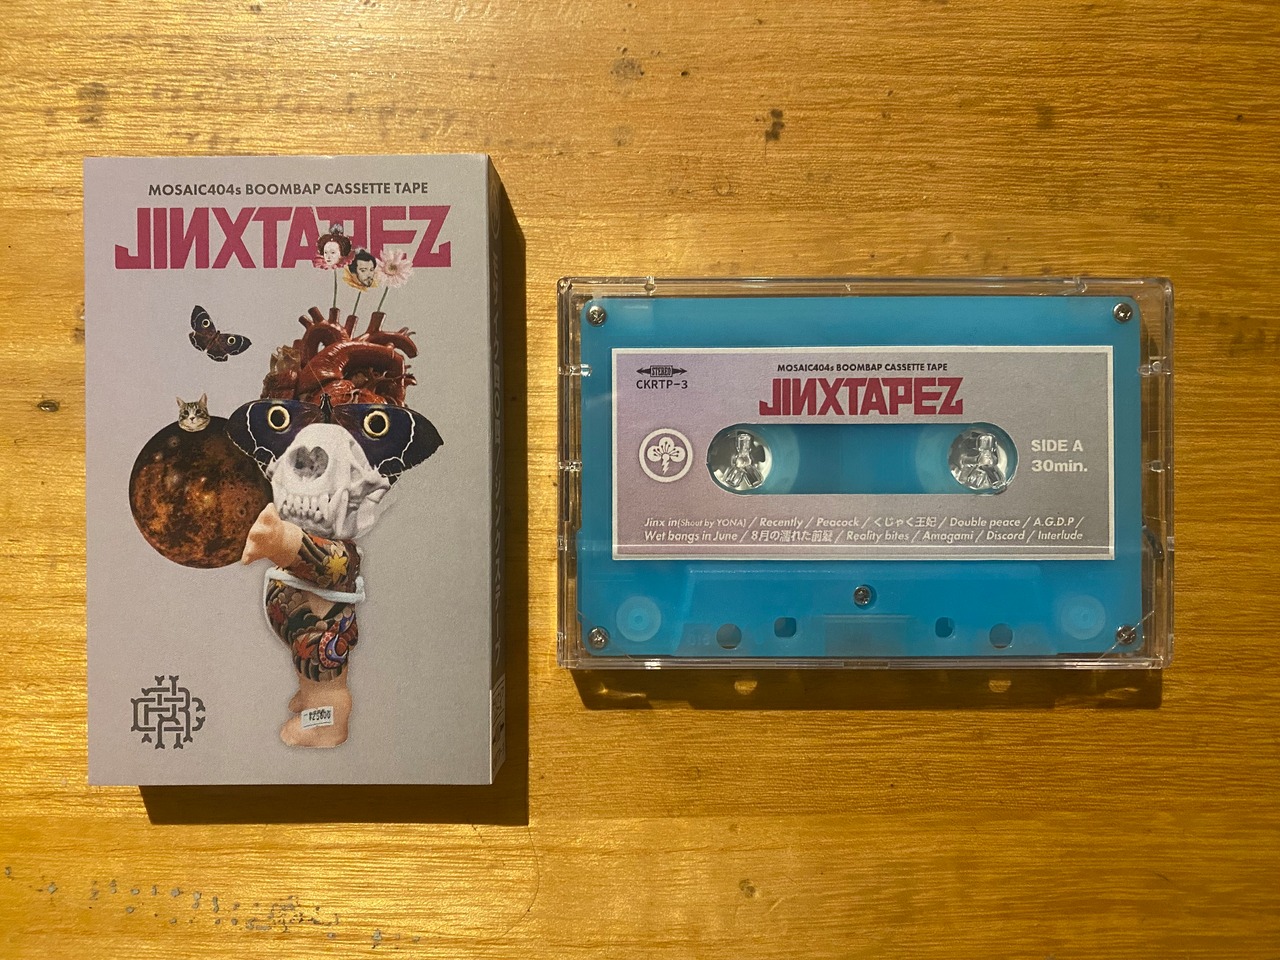 MOSAIC404s BOOMBAP CASSETTE TAPE
JINXTAPEZ
¥25800
STEREO
CKRTP-3
MOSAIC404s BOOMBAP CASSETTE TAPE
JINXTAPEZ
SIDE A
30min.
Jinx in(Shout by YONA) / Recently / Peacock / くじゃく王妃 / Double peace / A.G.D.P /
Wet bangs in June / 8月の濡れた前髪 / Reality bites / Amagami / Discord / Interlude